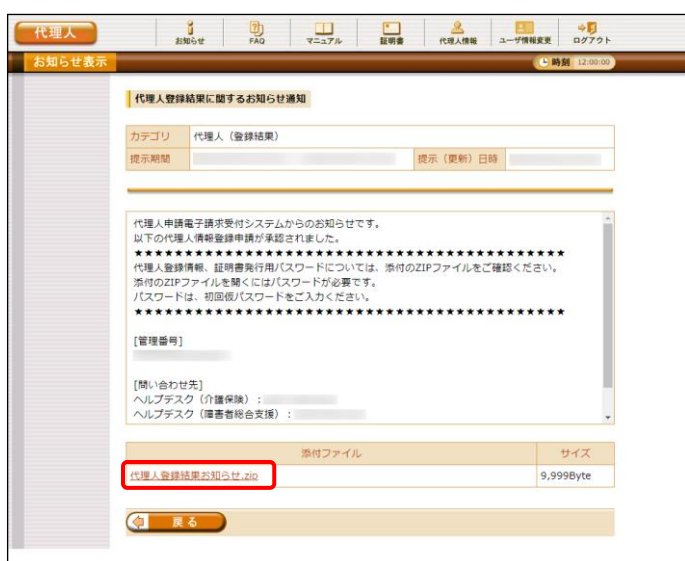 代理人
お知らせ
FAQ
マニュアル
証明書
代理人情報
ユーザ情報変更
ログアウト
お知らせ表示
時刻 12:00:00
代理人登録結果に関するお知らせ通知
カテゴリ 代理人（登録結果）
提示期間 提示（更新）日時
代理人申請電子請求受付システムからのお知らせです。
以下の代理人情報登録申請が承認されました。
★★★★★★★★★★★★★★★★★★★★★★★★★★★★★★★★★★★★★★★★★★★
代理人登録情報、証明書発行用パスワードについては、添付のZIPファイルをご確認ください。
添付のZIPファイルを開くにはパスワードが必要です。
パスワードは、初回仮パスワードをご入力ください。
★★★★★★★★★★★★★★★★★★★★★★★★★★★★★★★★★★★★★★★★★★★
[管理番号]
[問い合わせ先]
ヘルプデスク（介護保険）:
ヘルプデスク（障害者総合支援）:
添付ファイル サイズ
代理人登録結果お知らせ.zip 9,999Byte
戻る